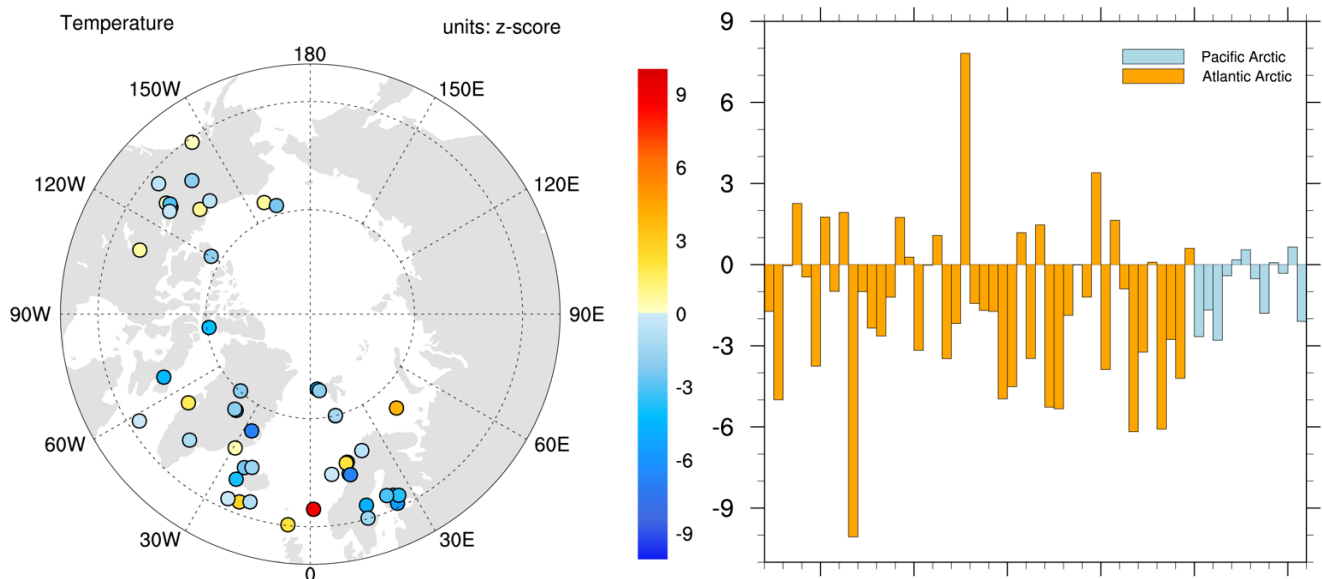 Temperature
units: z-score
180
150W
150E
120W
120E
90W
90E
60W
60E
30W
30E
0
9
6
3
0
-3
-6
-9
9
6
3
0
-3
-6
-9
Pacific Arctic
Atlantic Arctic